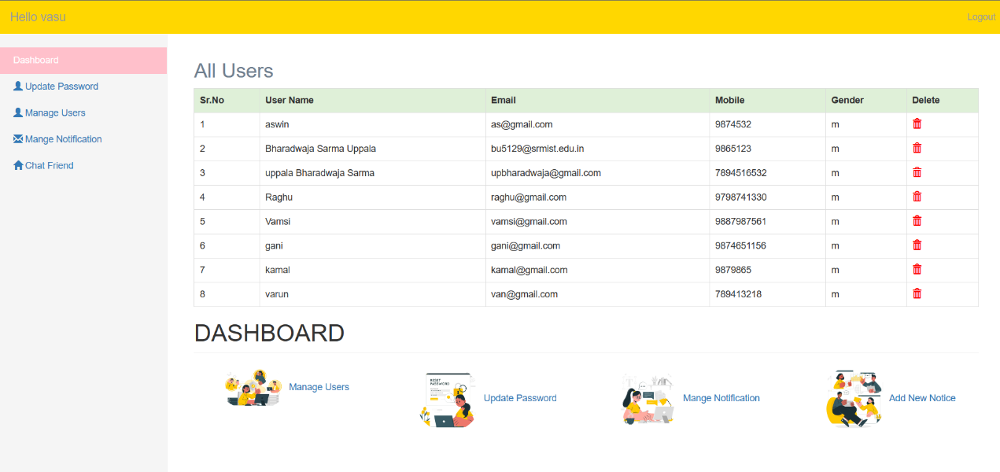 Hello vasu
Logout
Dashboard
Update Password
Manage Users
Mange Notification
Chat Friend
All Users
Sr.No User Name Email Mobile Gender Delete
1 aswin as@gmail.com 9874532 m
2 Bharadwaja Sarma Uppala bu5129@srmist.edu.in 9865123 m
3 uppala Bharadwaja Sarma upbharadwaja@gmail.com 7894516532 m
4 Raghu raghu@gmail.com 9798741330 m
5 Vamsi vamsi@gmail.com 9887987561 m
6 gani gani@gmail.com 9874651156 m
7 kamal kamal@gmail.com 9879865 m
8 varun van@gmail.com 789413218 m
DASHBOARD
Manage Users
RESET
PASSWORD
Update Password
Mange Notification
Add New Notice